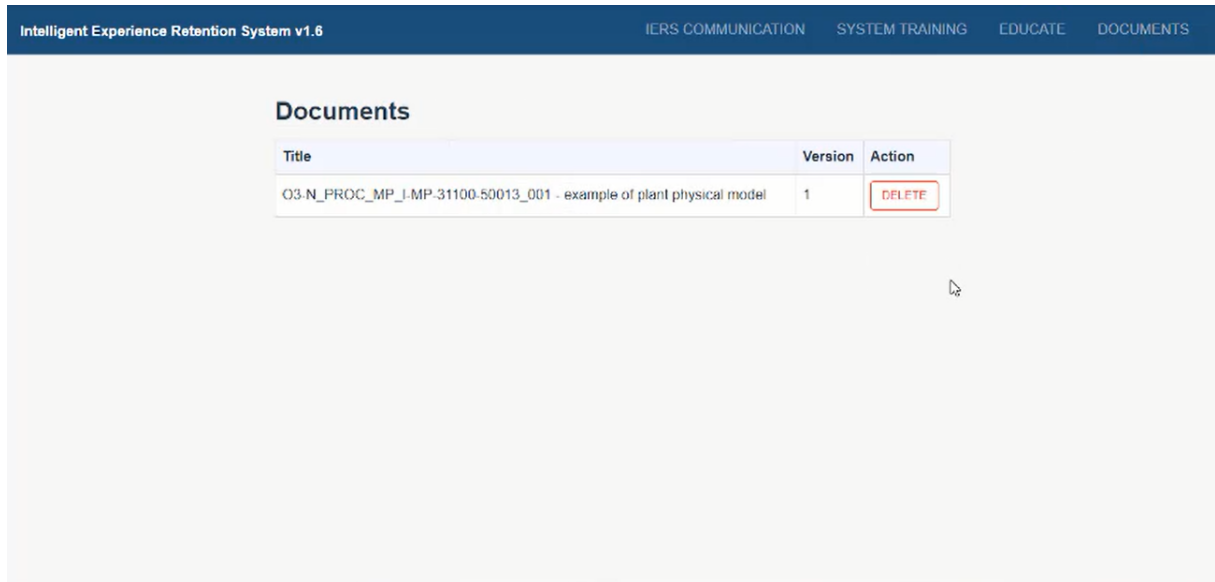 Intelligent Experience Retention System v1.6 IERS COMMUNICATION SYSTEM TRAINING EDUCATE DOCUMENTS
Documents
Title Version Action
O3-N_PROC_MP_I-MP-31100-50013_001 - example of plant physical model 1 DELETE